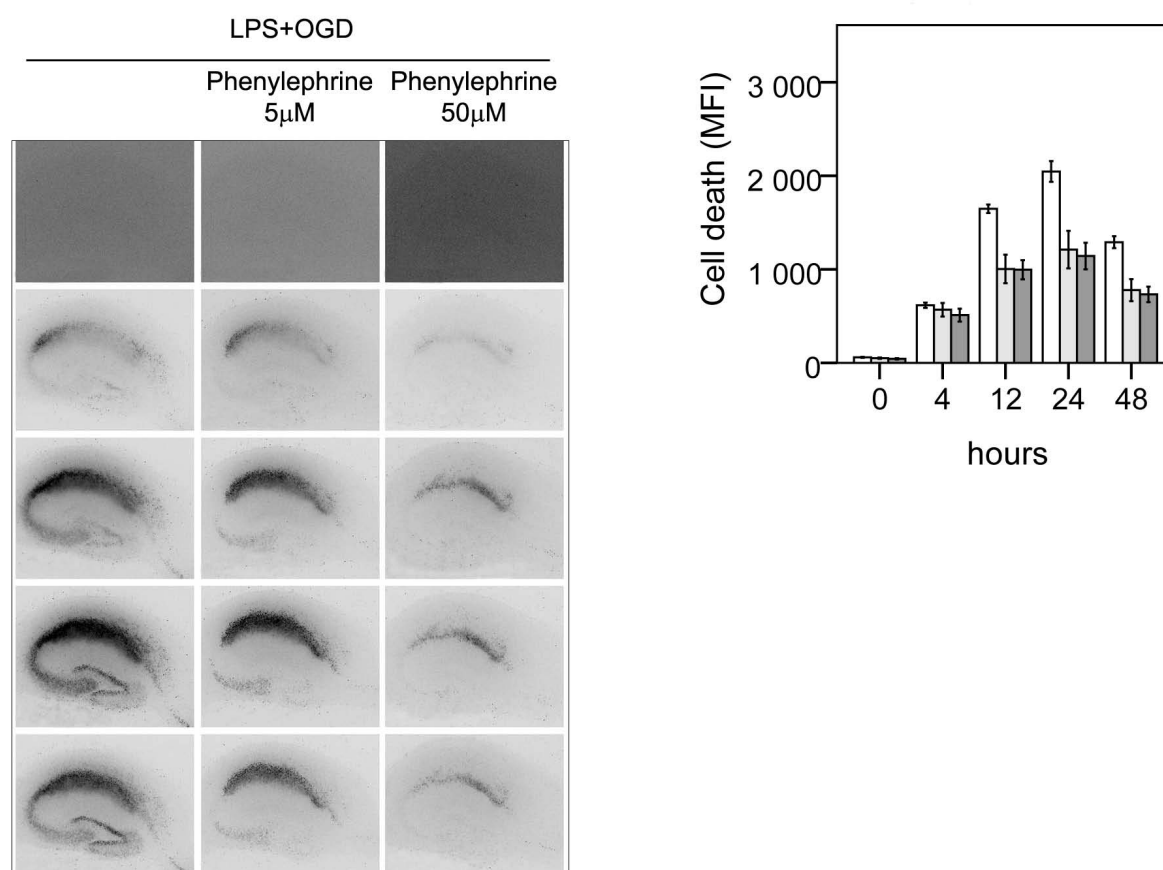 LPS+OGD
Phenylephrine
5μM
Phenylephrine
50μM
Cell death (MFI)
3 000
2 000
1 000
0
0 4 12 24 48
hours